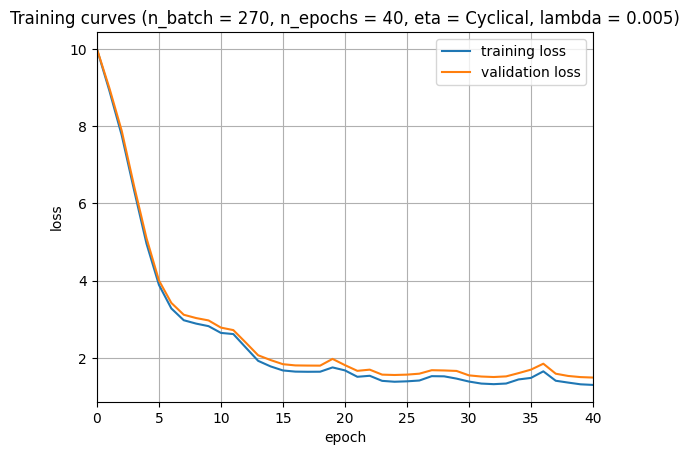 Training curves (n_batch = 270, n_epochs = 40, eta = Cyclical, lambda = 0.005)
training loss
validation loss
10
8
6
4
2
loss
0 5 10 15 20 25 30 35 40
epoch